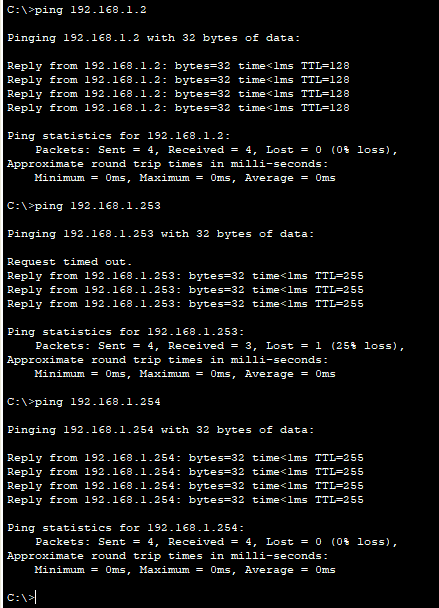 C:\>ping 192.168.1.2
Pinging 192.168.1.2 with 32 bytes of data:
Reply from 192.168.1.2: bytes=32 time<1ms TTL=128
Reply from 192.168.1.2: bytes=32 time<1ms TTL=128
Reply from 192.168.1.2: bytes=32 time<1ms TTL=128
Reply from 192.168.1.2: bytes=32 time<1ms TTL=128
Ping statistics for 192.168.1.2:
Packets: Sent = 4, Received = 4, Lost = 0 (0% loss),
Approximate round trip times in milli-seconds:
Minimum = 0ms, Maximum = 0ms, Average = 0ms
C:\>ping 192.168.1.253
Pinging 192.168.1.253 with 32 bytes of data:
Request timed out.
Reply from 192.168.1.253: bytes=32 time<1ms TTL=255
Reply from 192.168.1.253: bytes=32 time<1ms TTL=255
Reply from 192.168.1.253: bytes=32 time<1ms TTL=255
Ping statistics for 192.168.1.253:
Packets: Sent = 4, Received = 3, Lost = 1 (25% loss),
Approximate round trip times in milli-seconds:
Minimum = 0ms, Maximum = 0ms, Average = 0ms
C:\>ping 192.168.1.254
Pinging 192.168.1.254 with 32 bytes of data:
Reply from 192.168.1.254: bytes=32 time<1ms TTL=255
Reply from 192.168.1.254: bytes=32 time<1ms TTL=255
Reply from 192.168.1.254: bytes=32 time<1ms TTL=255
Reply from 192.168.1.254: bytes=32 time<1ms TTL=255
Ping statistics for 192.168.1.254:
Packets: Sent = 4, Received = 4, Lost = 0 (0% loss),
Approximate round trip times in milli-seconds:
Minimum = 0ms, Maximum = 0ms, Average = 0ms
C:\>